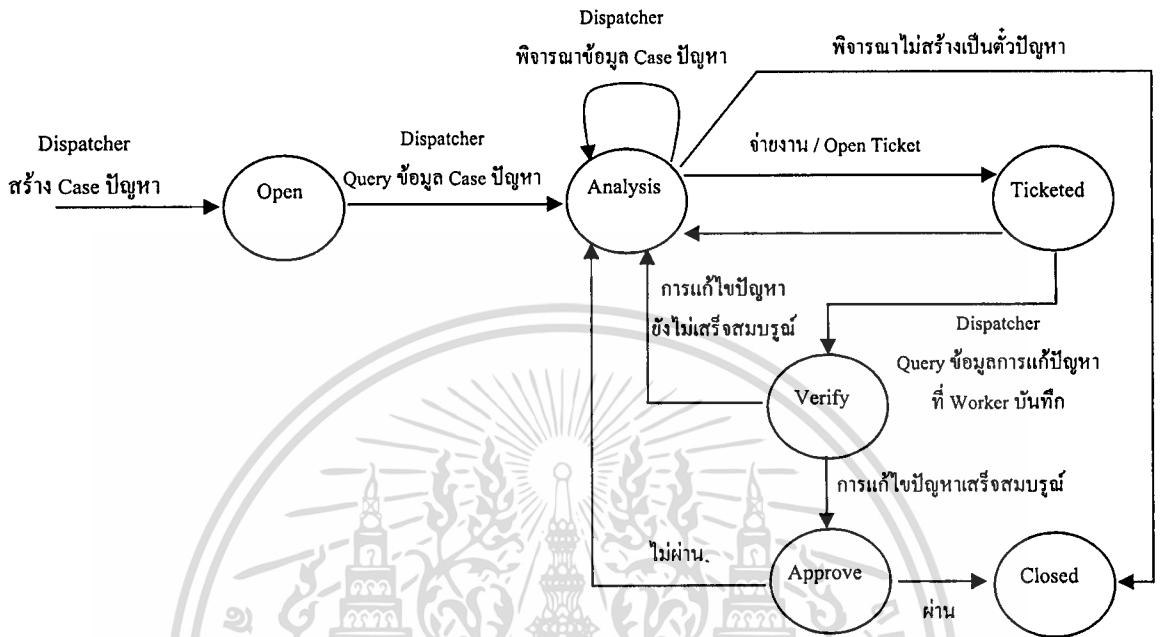 Dispatcher
พิจารณาข้อมูล Case ปัญหา
พิจารณาไม่สร้างเป็นตั๋วปัญหา
Dispatcher
สร้าง Case ปัญหา
Open
Dispatcher
Query ข้อมูล Case ปัญหา
Analysis
จ่ายงาน / Open Ticket
Ticketed
การแก้ไขปัญหา
ยังไม่เสร็จสมบรูณ์
Dispatcher
Query ข้อมูลการแก้ปัญหา
ที่ Worker บันทึก
Verify
การแก้ไขปัญหาเสร็จสมบรูณ์
ไม่ผ่าน
Approve
ผ่าน
Closed